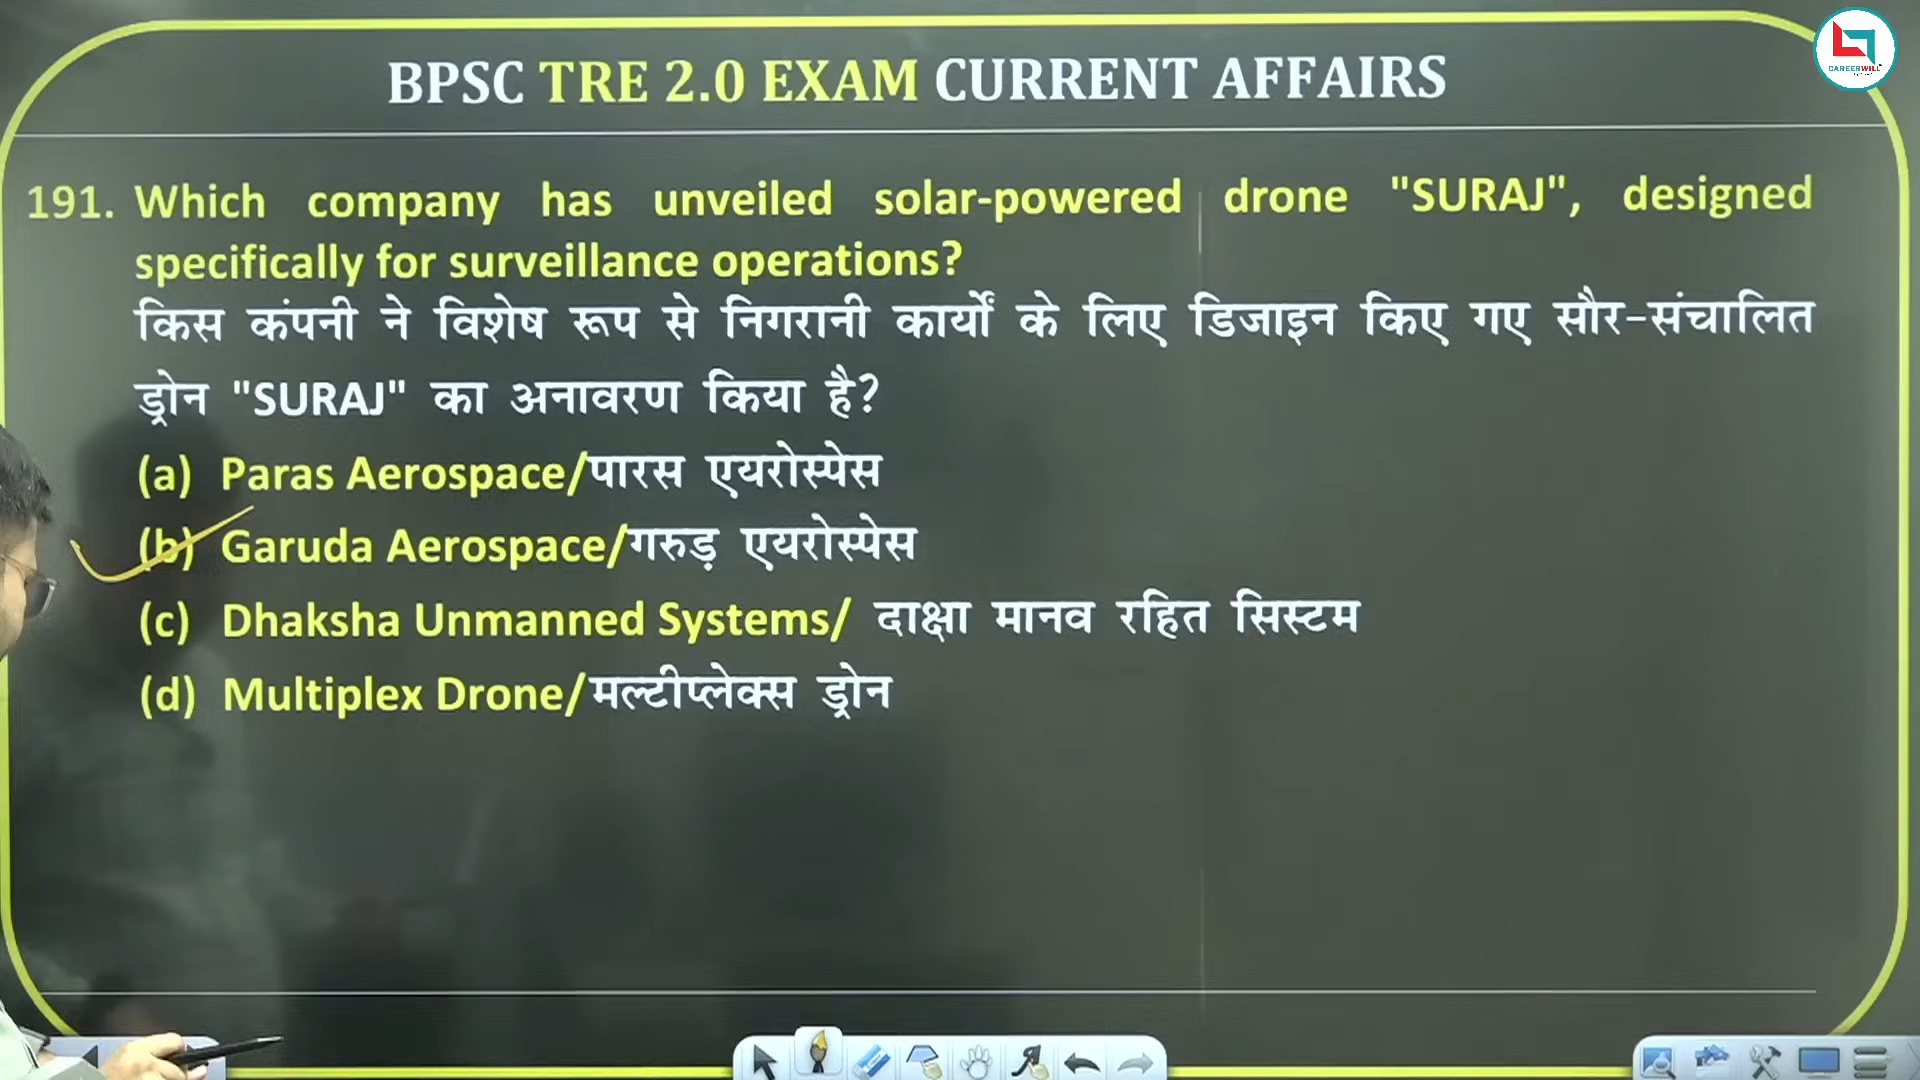 CAREERWILL
BPSC TRE 2.0 EXAM CURRENT AFFAIRS
191. Which company has unveiled solar-powered drone "SURAJ", designed
specifically for surveillance operations?
किस कंपनी ने विशेष रूप से निगरानी कार्यों के लिए डिजाइन किए गए सौर-संचालित
ड्रोन "SURAJ" का अनावरण किया है?
(a) Paras Aerospace/पारस एयरोस्पेस
(b) Garuda Aerospace/गरुड़ एयरोस्पेस
(c) Dhaksha Unmanned Systems/ दाक्षा मानव रहित सिस्टम
(d) Multiplex Drone/मल्टीप्लेक्स ड्रोन